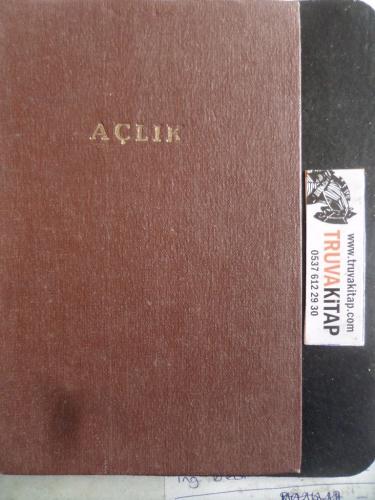 AÇLIK
www.truvakitap.com
TRUVAKİTAP
0537 612 29 30